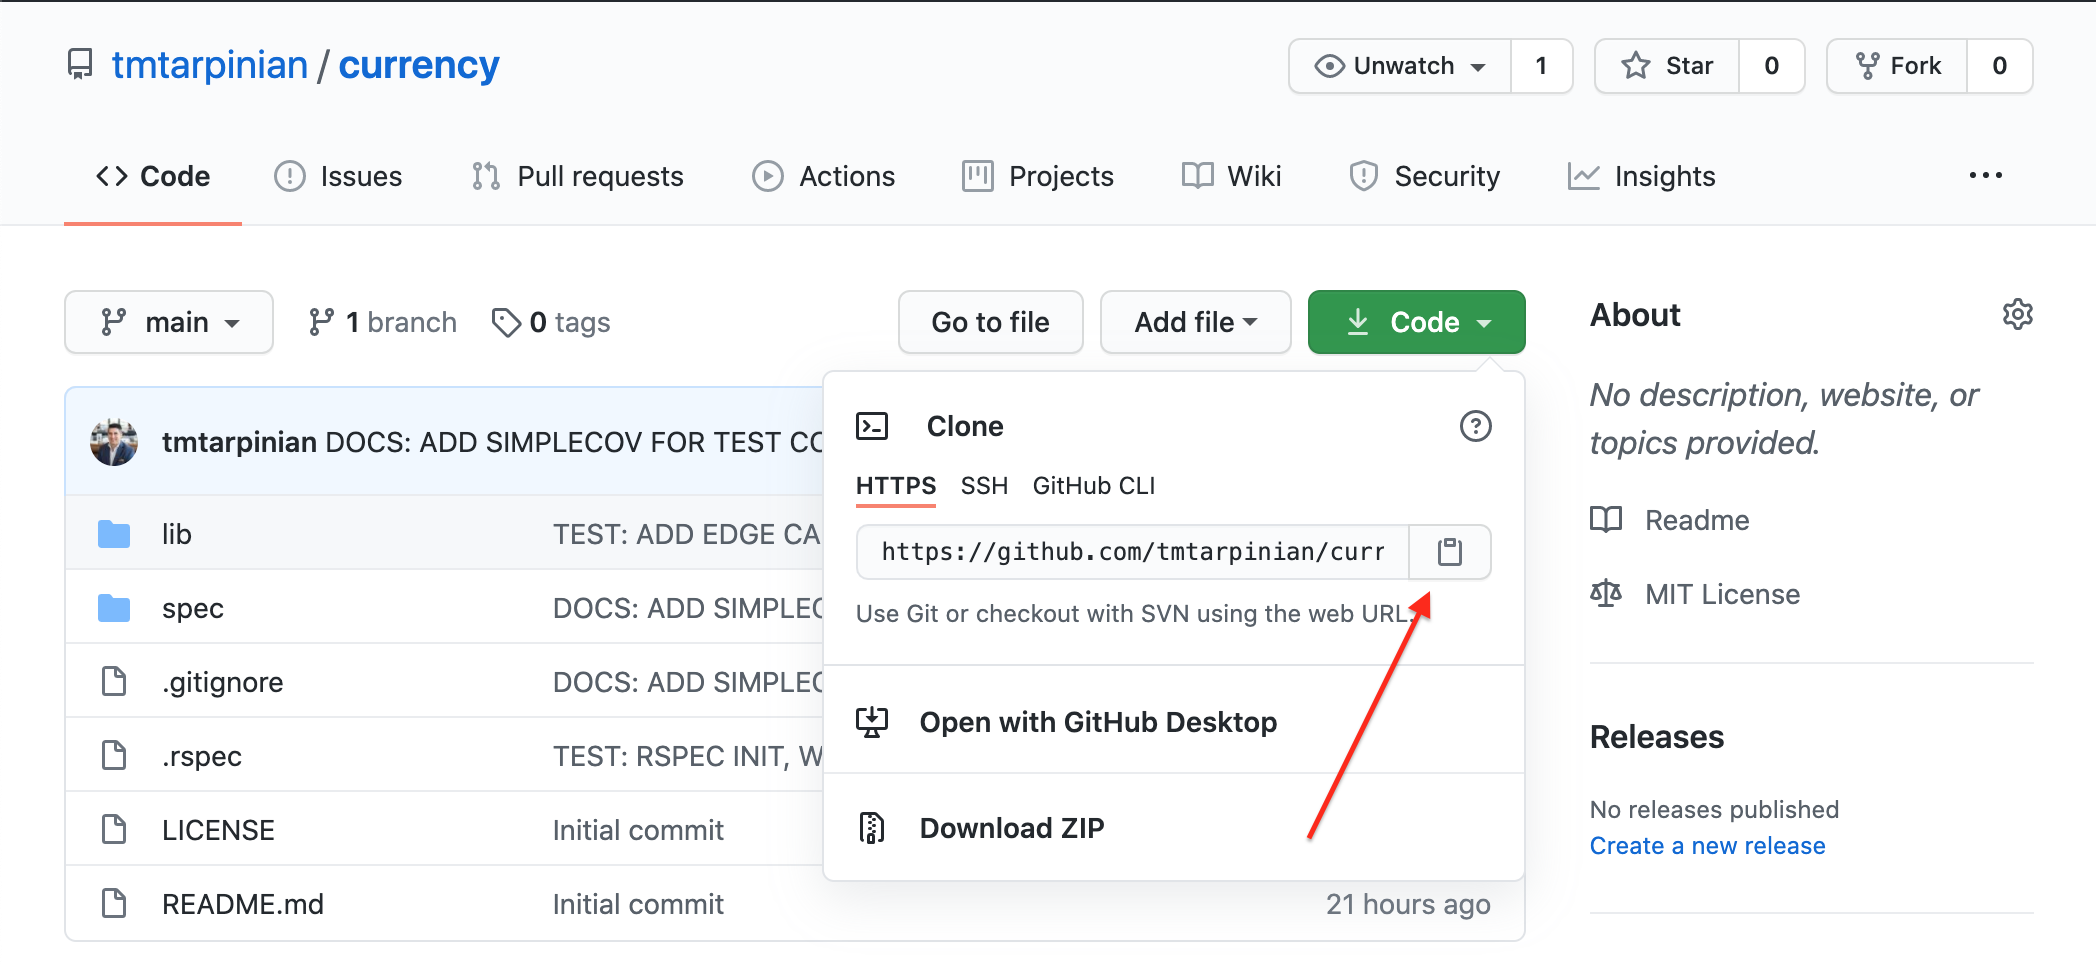 tmtarpinian / currency
Unwatch 1
Star 0
Fork 0
Code
Issues
Pull requests
Actions
Projects
Wiki
Security
Insights
main
1 branch
0 tags
Go to file
Add file
Code
tmtarpinian DOCS: ADD SIMPLECOV FOR TEST CO
lib TEST: ADD EDGE CA
spec DOCS: ADD SIMPLEC
.gitignore DOCS: ADD SIMPLEC
.rspec TEST: RSPEC INIT, W
LICENSE Initial commit
README.md Initial commit 21 hours ago
Clone
HTTPS SSH GitHub CLI
https://github.com/tmtarpinian/curr
Use Git or checkout with SVN using the web URL.
Open with GitHub Desktop
Download ZIP
About
No description, website, or
topics provided.
Readme
MIT License
Releases
No releases published
Create a new release